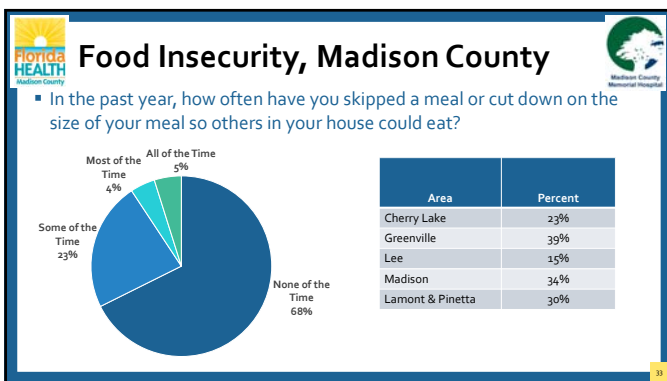 Florida
HEALTH
Madison County
Food Insecurity, Madison County
Madison County
Memorial Hospital
▪ In the past year, how often have you skipped a meal or cut down on the
size of your meal so others in your house could eat?
All of the Time
5%
Most of the
Time
4%
Some of the
Time
23%
None of the
Time
68%
Area Percent
Cherry Lake 23%
Greenville 39%
Lee 15%
Madison 34%
Lamont & Pinetta 30%
33